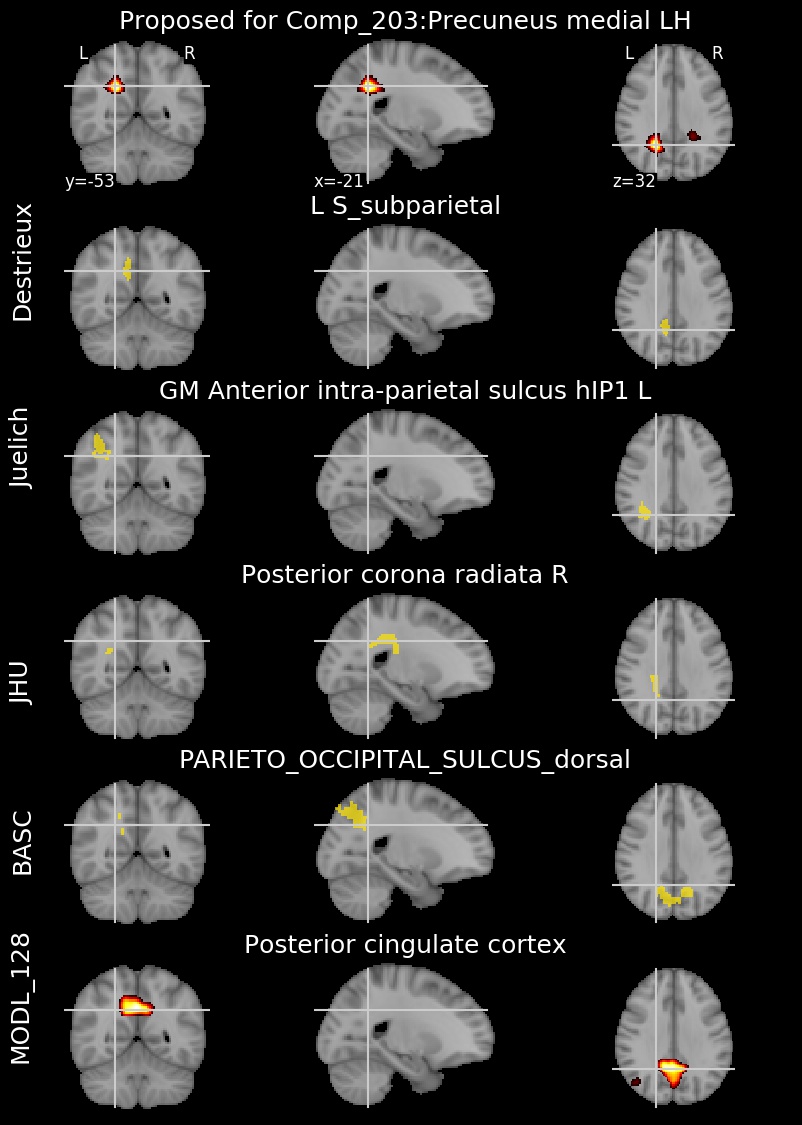 Proposed for Comp_203:Precuneus medial LH
L R L R
y=-53 x=-21 z=32
L S_subparietal
Destrieux
GM Anterior intra-parietal sulcus hIP1 L
Juelich
Posterior corona radiata R
JHU
PARIETO_OCCIPITAL_SULCUS_dorsal
BASC
Posterior cingulate cortex
MODL_128